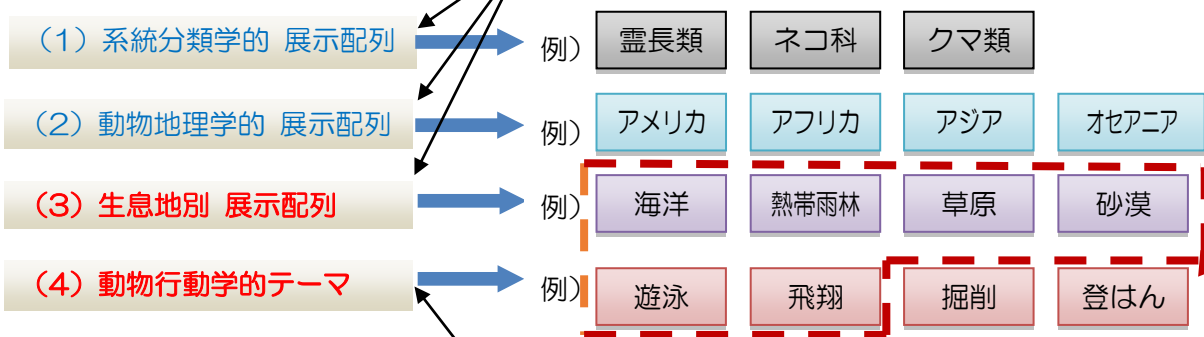 （1）系統分類学的 展示配列 例） 霊長類 ネコ科 クマ類
（2）動物地理学的 展示配列 例） アメリカ アフリカ アジア オセアニア
（3）生息地別 展示配列 例） 海洋 熱帯雨林 草原 砂漠
（4）動物行動学的テーマ 例） 遊泳 飛翔 掘削 登はん